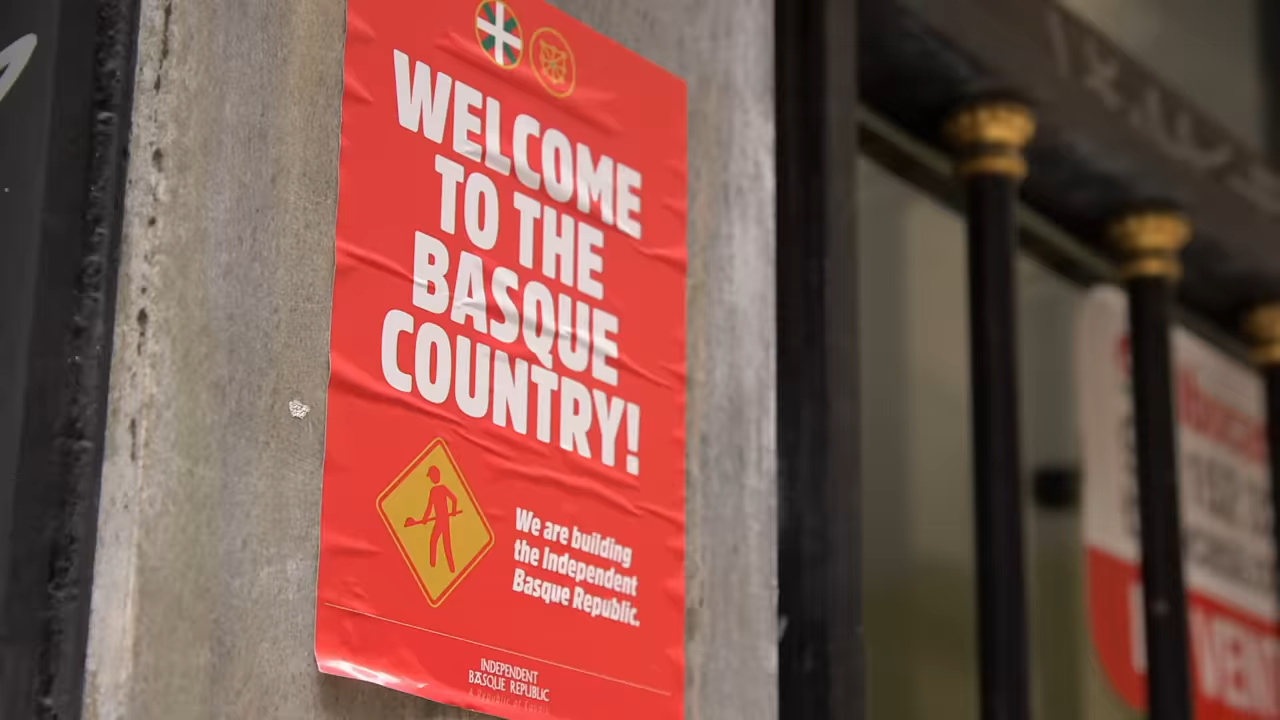 WELCOME
TO THE
BASQUE
COUNTRY!
We are building
the Independent
Basque Republic.
INDEPENDENT
BASQUE REPUBLIC